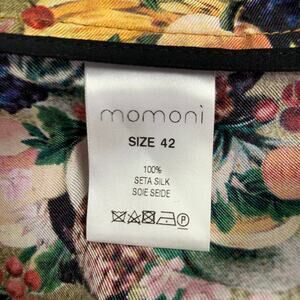 momonì
SIZE 42
100%
SETA SILK
SOIE SEIDE
P